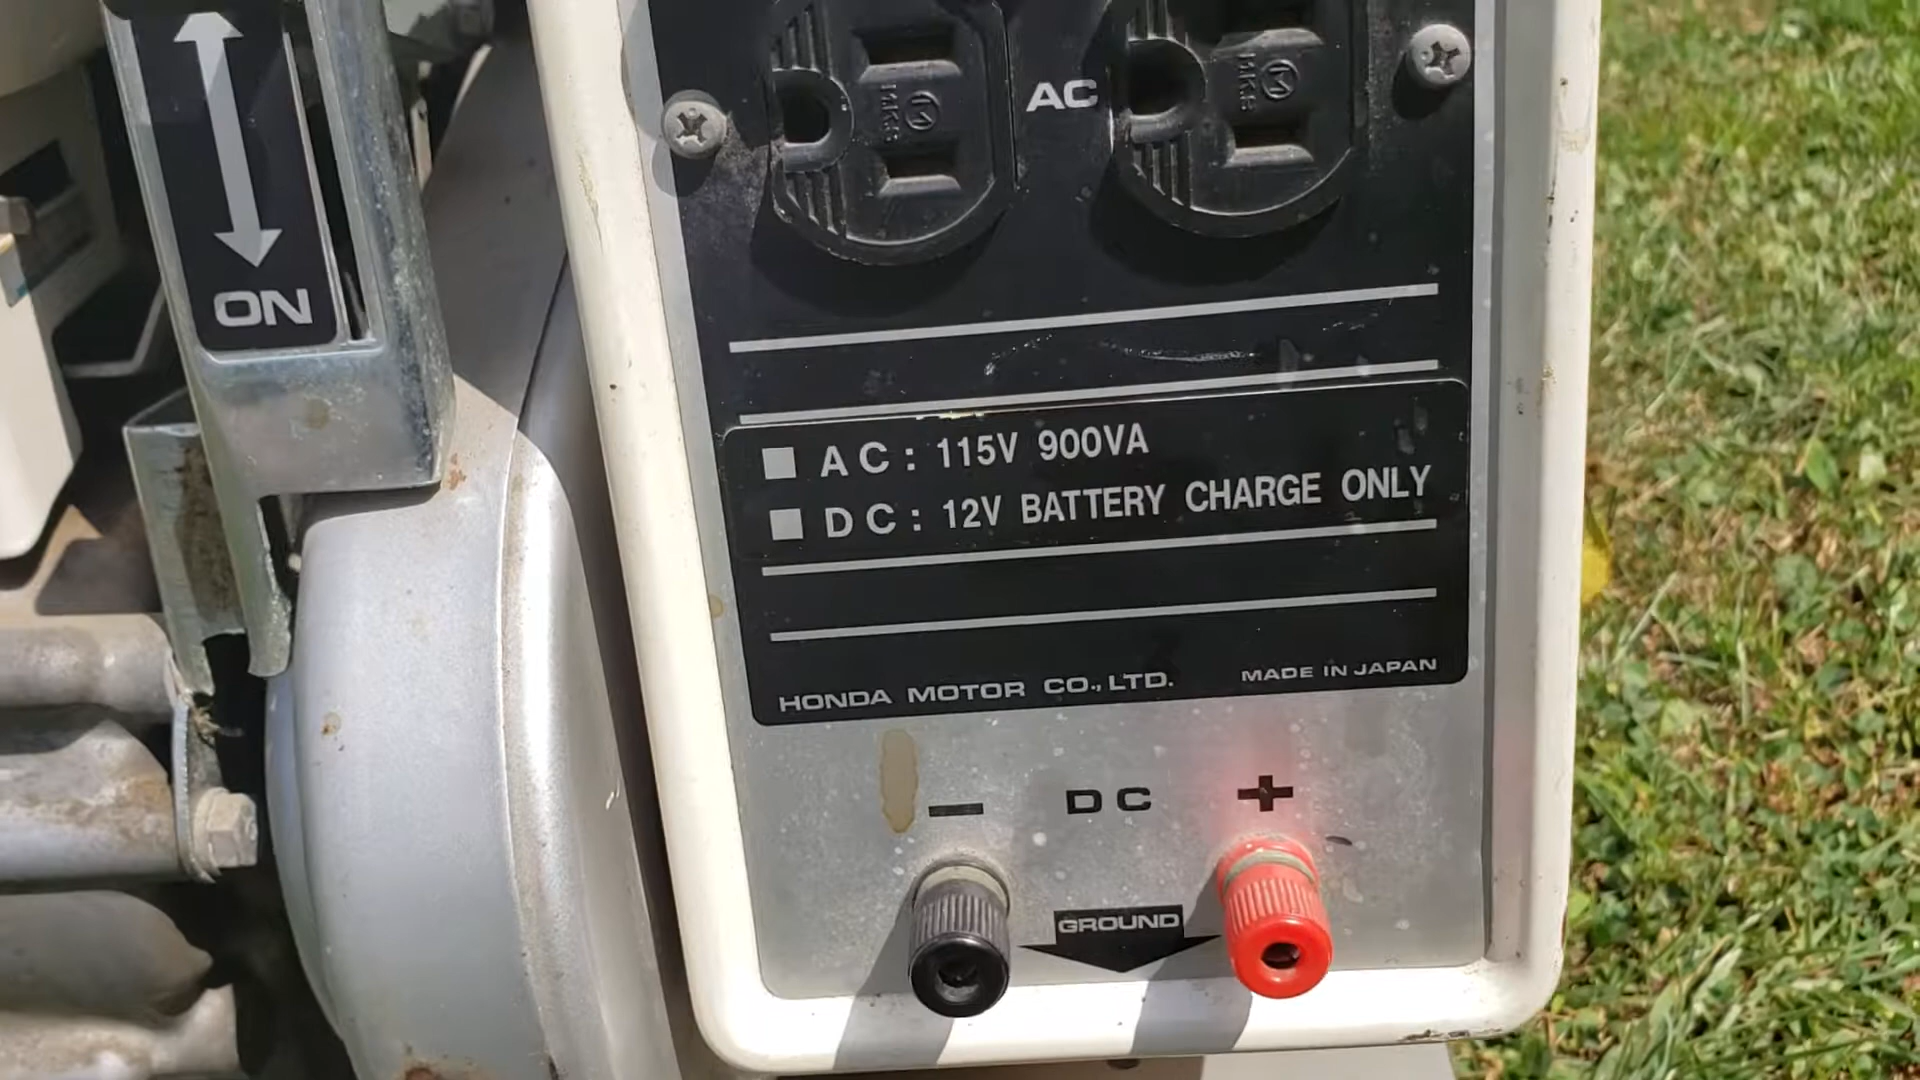 ON
AC
AC: 115V 900VA
DC: 12V BATTERY CHARGE ONLY
HONDA MOTOR CO., LTD. MADE IN JAPAN
− DC +
GROUND